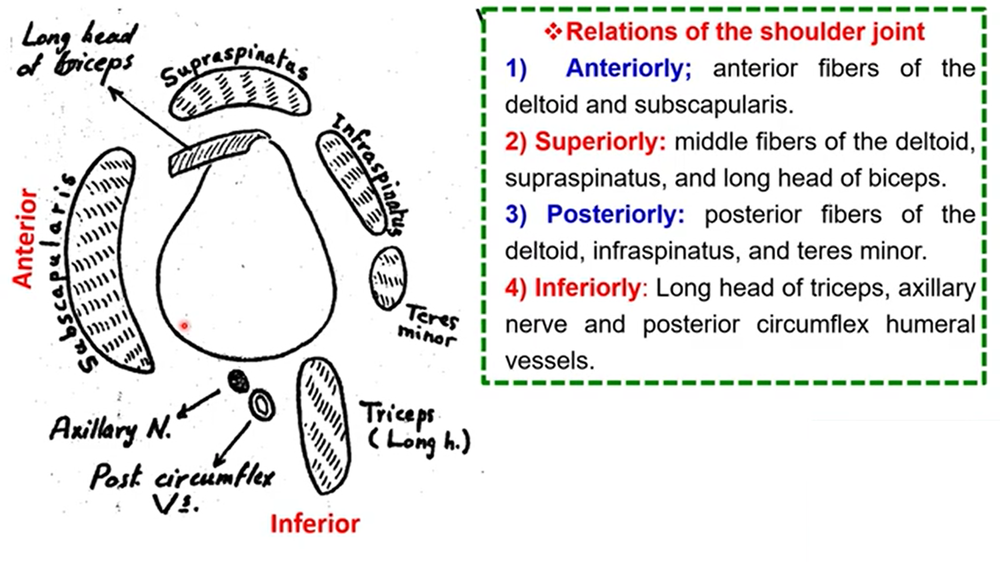 Long head
of biceps
Supraspinatus
Infraspinatus
Anterior
Subscapularis
Teres
minor
Axillary N.
Post. circumflex
Vs.
Triceps
(Long h.)
Inferior
❖Relations of the shoulder joint
1) Anteriorly; anterior fibers of the
deltoid and subscapularis.
2) Superiorly: middle fibers of the deltoid,
supraspinatus, and long head of biceps.
3) Posteriorly: posterior fibers of the
deltoid, infraspinatus, and teres minor.
4) Inferiorly: Long head of triceps, axillary
nerve and posterior circumflex humeral
vessels.